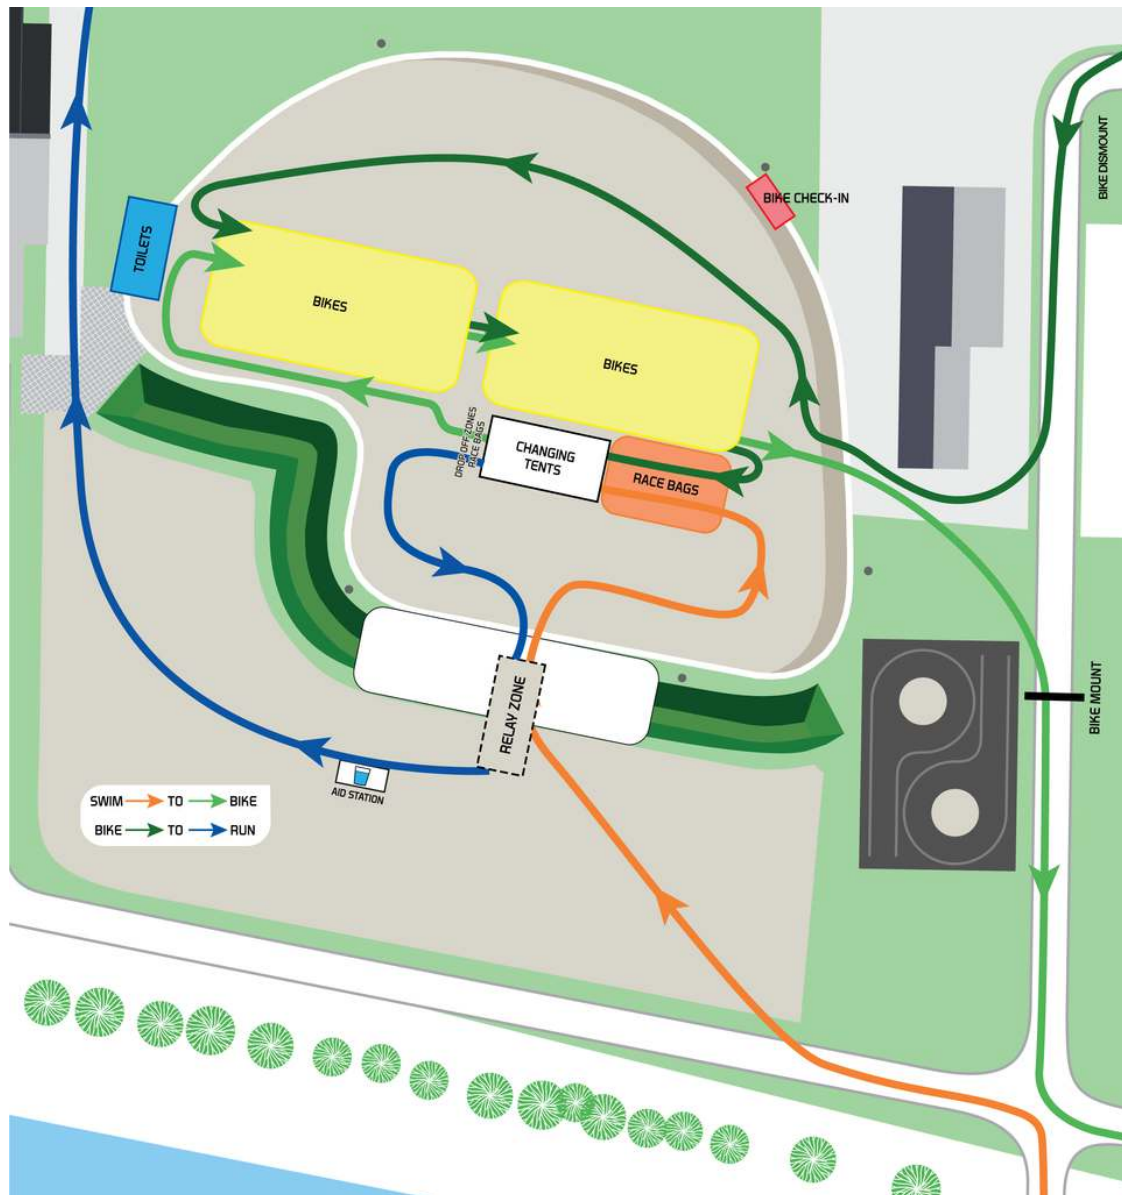 BIKE DISMOUNT
BIKE CHECK-IN
TOILETS
BIKES
BIKES
DROP OFF ZONES
RACE BAGS
CHANGING
TENTS
RACE BAGS
RELAY ZONE
BIKE MOUNT
AID STATION
SWIM TO BIKE
BIKE TO RUN